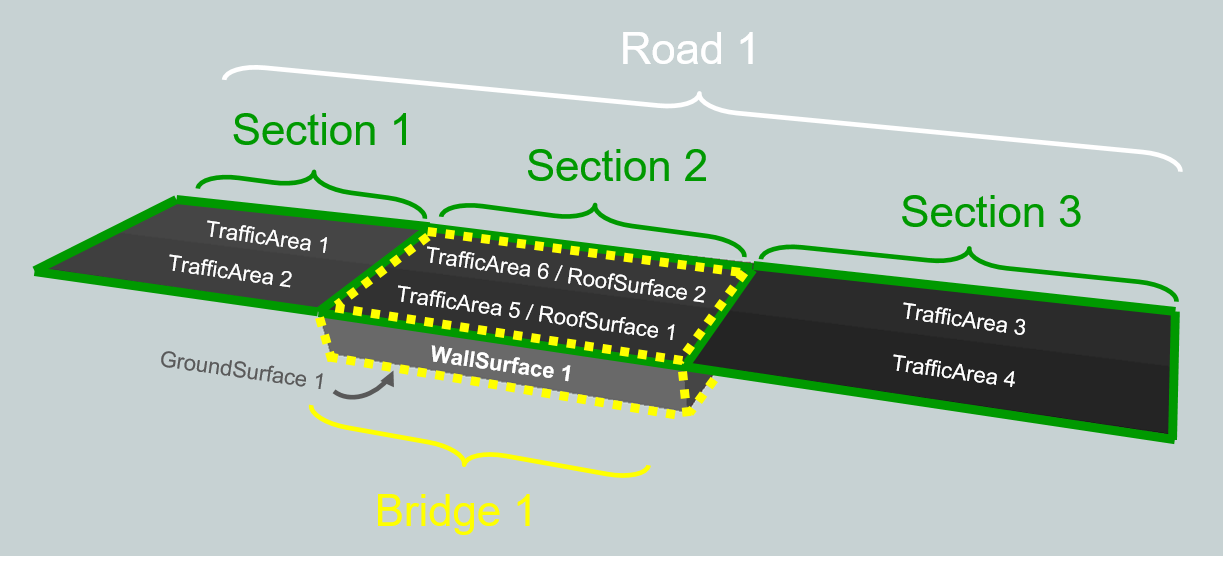 Road 1
Section 1
Section 2
Section 3
TrafficArea 1
TrafficArea 2
TrafficArea 6 / RoofSurface 2
TrafficArea 5 / RoofSurface 1
TrafficArea 3
TrafficArea 4
WallSurface 1
GroundSurface 1
Bridge 1